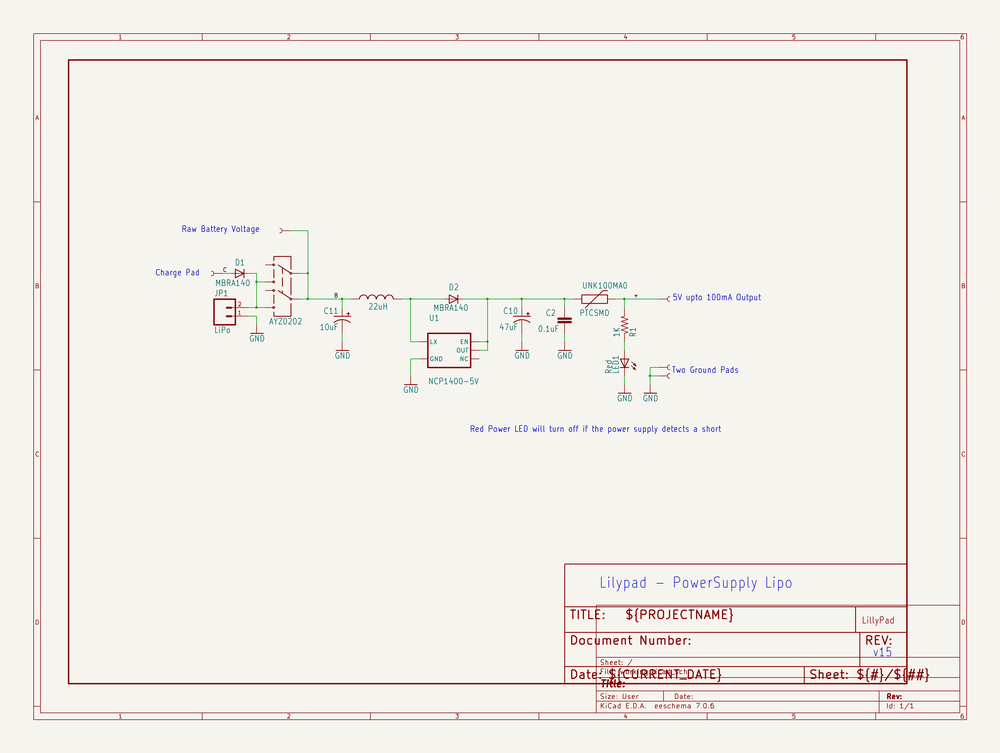 1 2 3 4 5 6
A A
B B
C C
D D
Raw Battery Voltage
Charge Pad
C
D1
MBRA140
JP1
2
1
LiPo
GND
AYZ0202
B
C11
10uF
GND
22uH
D2
MBRA140
U1
LX EN
OUT
GND NC
NCP1400-5V
GND
C10
47uF
GND
C2
0.1uF
GND
UNK100MA0
PTCSMD
+
5V upto 100mA Output
1K
R1
Red
LED1
GND
Two Ground Pads
GND
Red Power LED will turn off if the power supply detects a short
Lilypad - PowerSupply Lipo
TITLE: ${PROJECTNAME}
LillyPad
Document Number:
REV:
v15
Sheet: /
Date: ${CURRENT_DATE}
Sheet: ${#}/${##}
Title:
Size: User Date: Rev:
KiCad E.D.A. eeschema 7.0.6 Id: 1/1
1 2 3 4 5 6